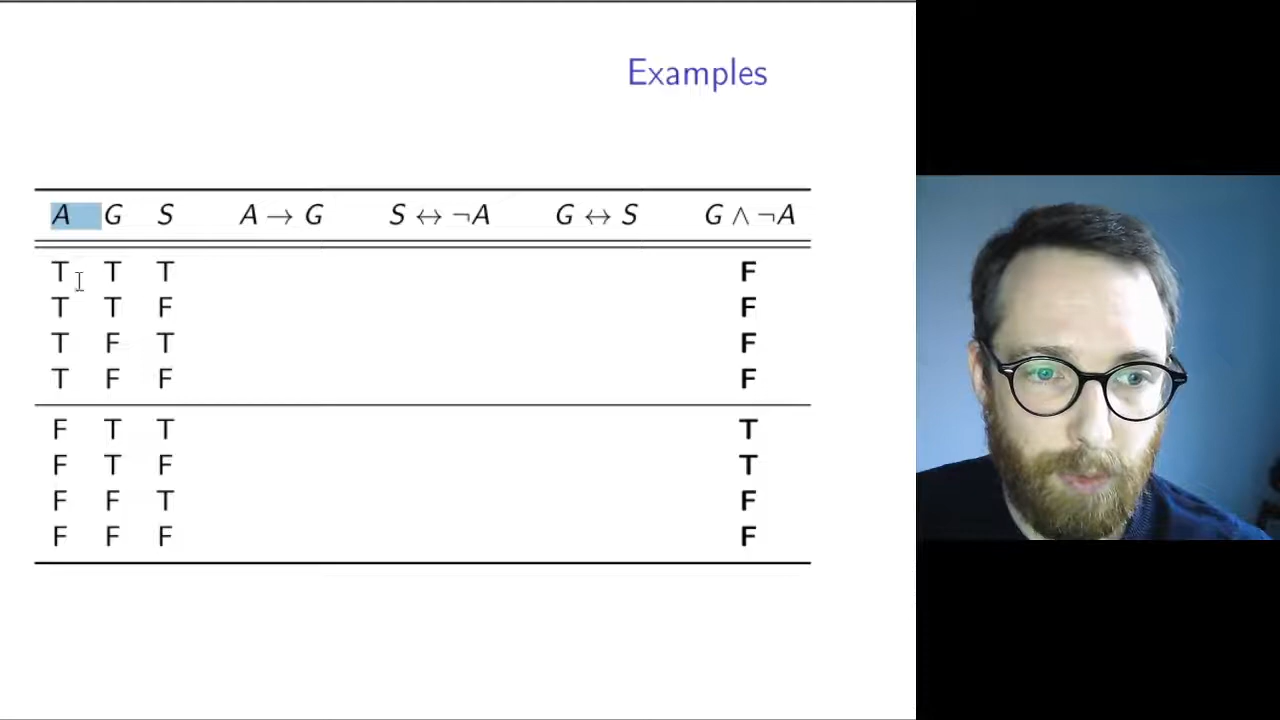 Examples
A G S A → G S ↔ ¬A G ↔ S G ∧ ¬A
T T T F
T T F F
T F T F
T F F F
F T T T
F T F T
F F T F
F F F F